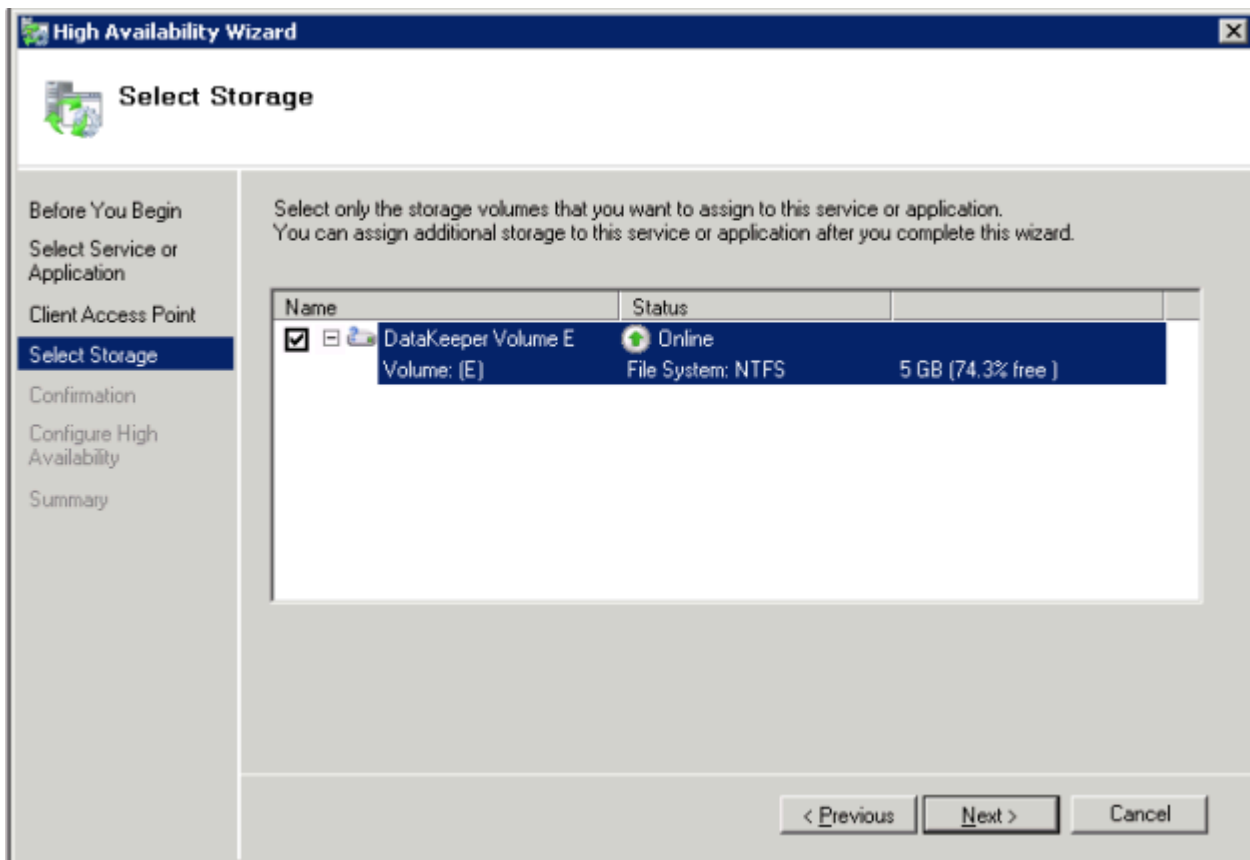 High Availability Wizard
Select Storage
Before You Begin
Select Service or
Application
Client Access Point
Select Storage
Confirmation
Configure High
Availability
Summary
Select only the storage volumes that you want to assign to this service or application.
You can assign additional storage to this service or application after you complete this wizard.
Name Status
DataKeeper Volume E Online
Volume: (E) File System: NTFS 5 GB (74.3% free )
< Previous Next > Cancel